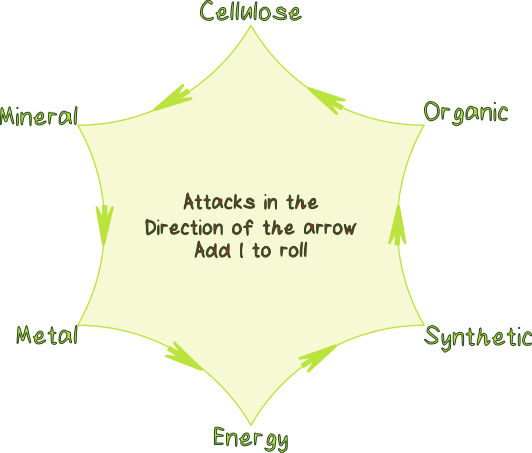 Cellulose
Mineral
Organic
Attacks in the
Direction of the arrow
Add 1 to roll
Metal
Synthetic
Energy